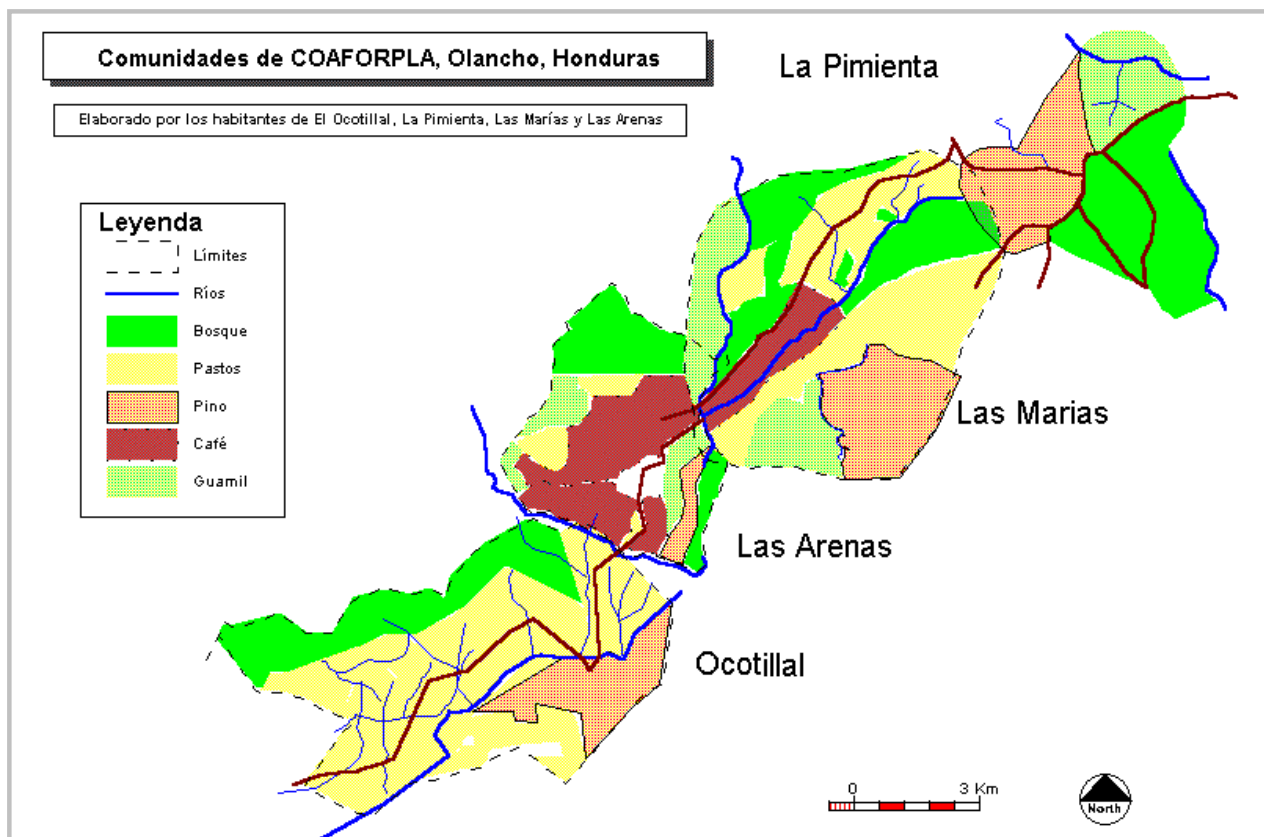 Comunidades de COAFORPLA, Olancho, Honduras
Elaborado por los habitantes de El Ocotillal, La Pimienta, Las Marías y Las Arenas
La Pimienta
Leyenda
Límites
Ríos
Bosque
Pastos
Pino
Café
Guamil
Las Marias
Las Arenas
Ocotillal
0 3 Km
North